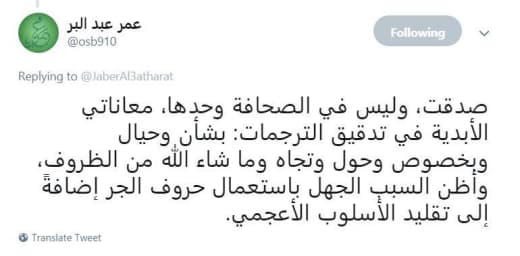 عمر عبد البر
@osb910
Following
Replying to @JaberAl3atharat
صدقت، وليس في الصحافة وحدها، معاناتي
الأبدية في تدقيق الترجمات: بشأن وحيال
وبخصوص وحول وتجاه وما شاء الله من الظروف،
وأظن السبب الجهل باستعمال حروف الجر إضافةً
إلى تقليد الأسلوب الأعجمي.
Translate Tweet